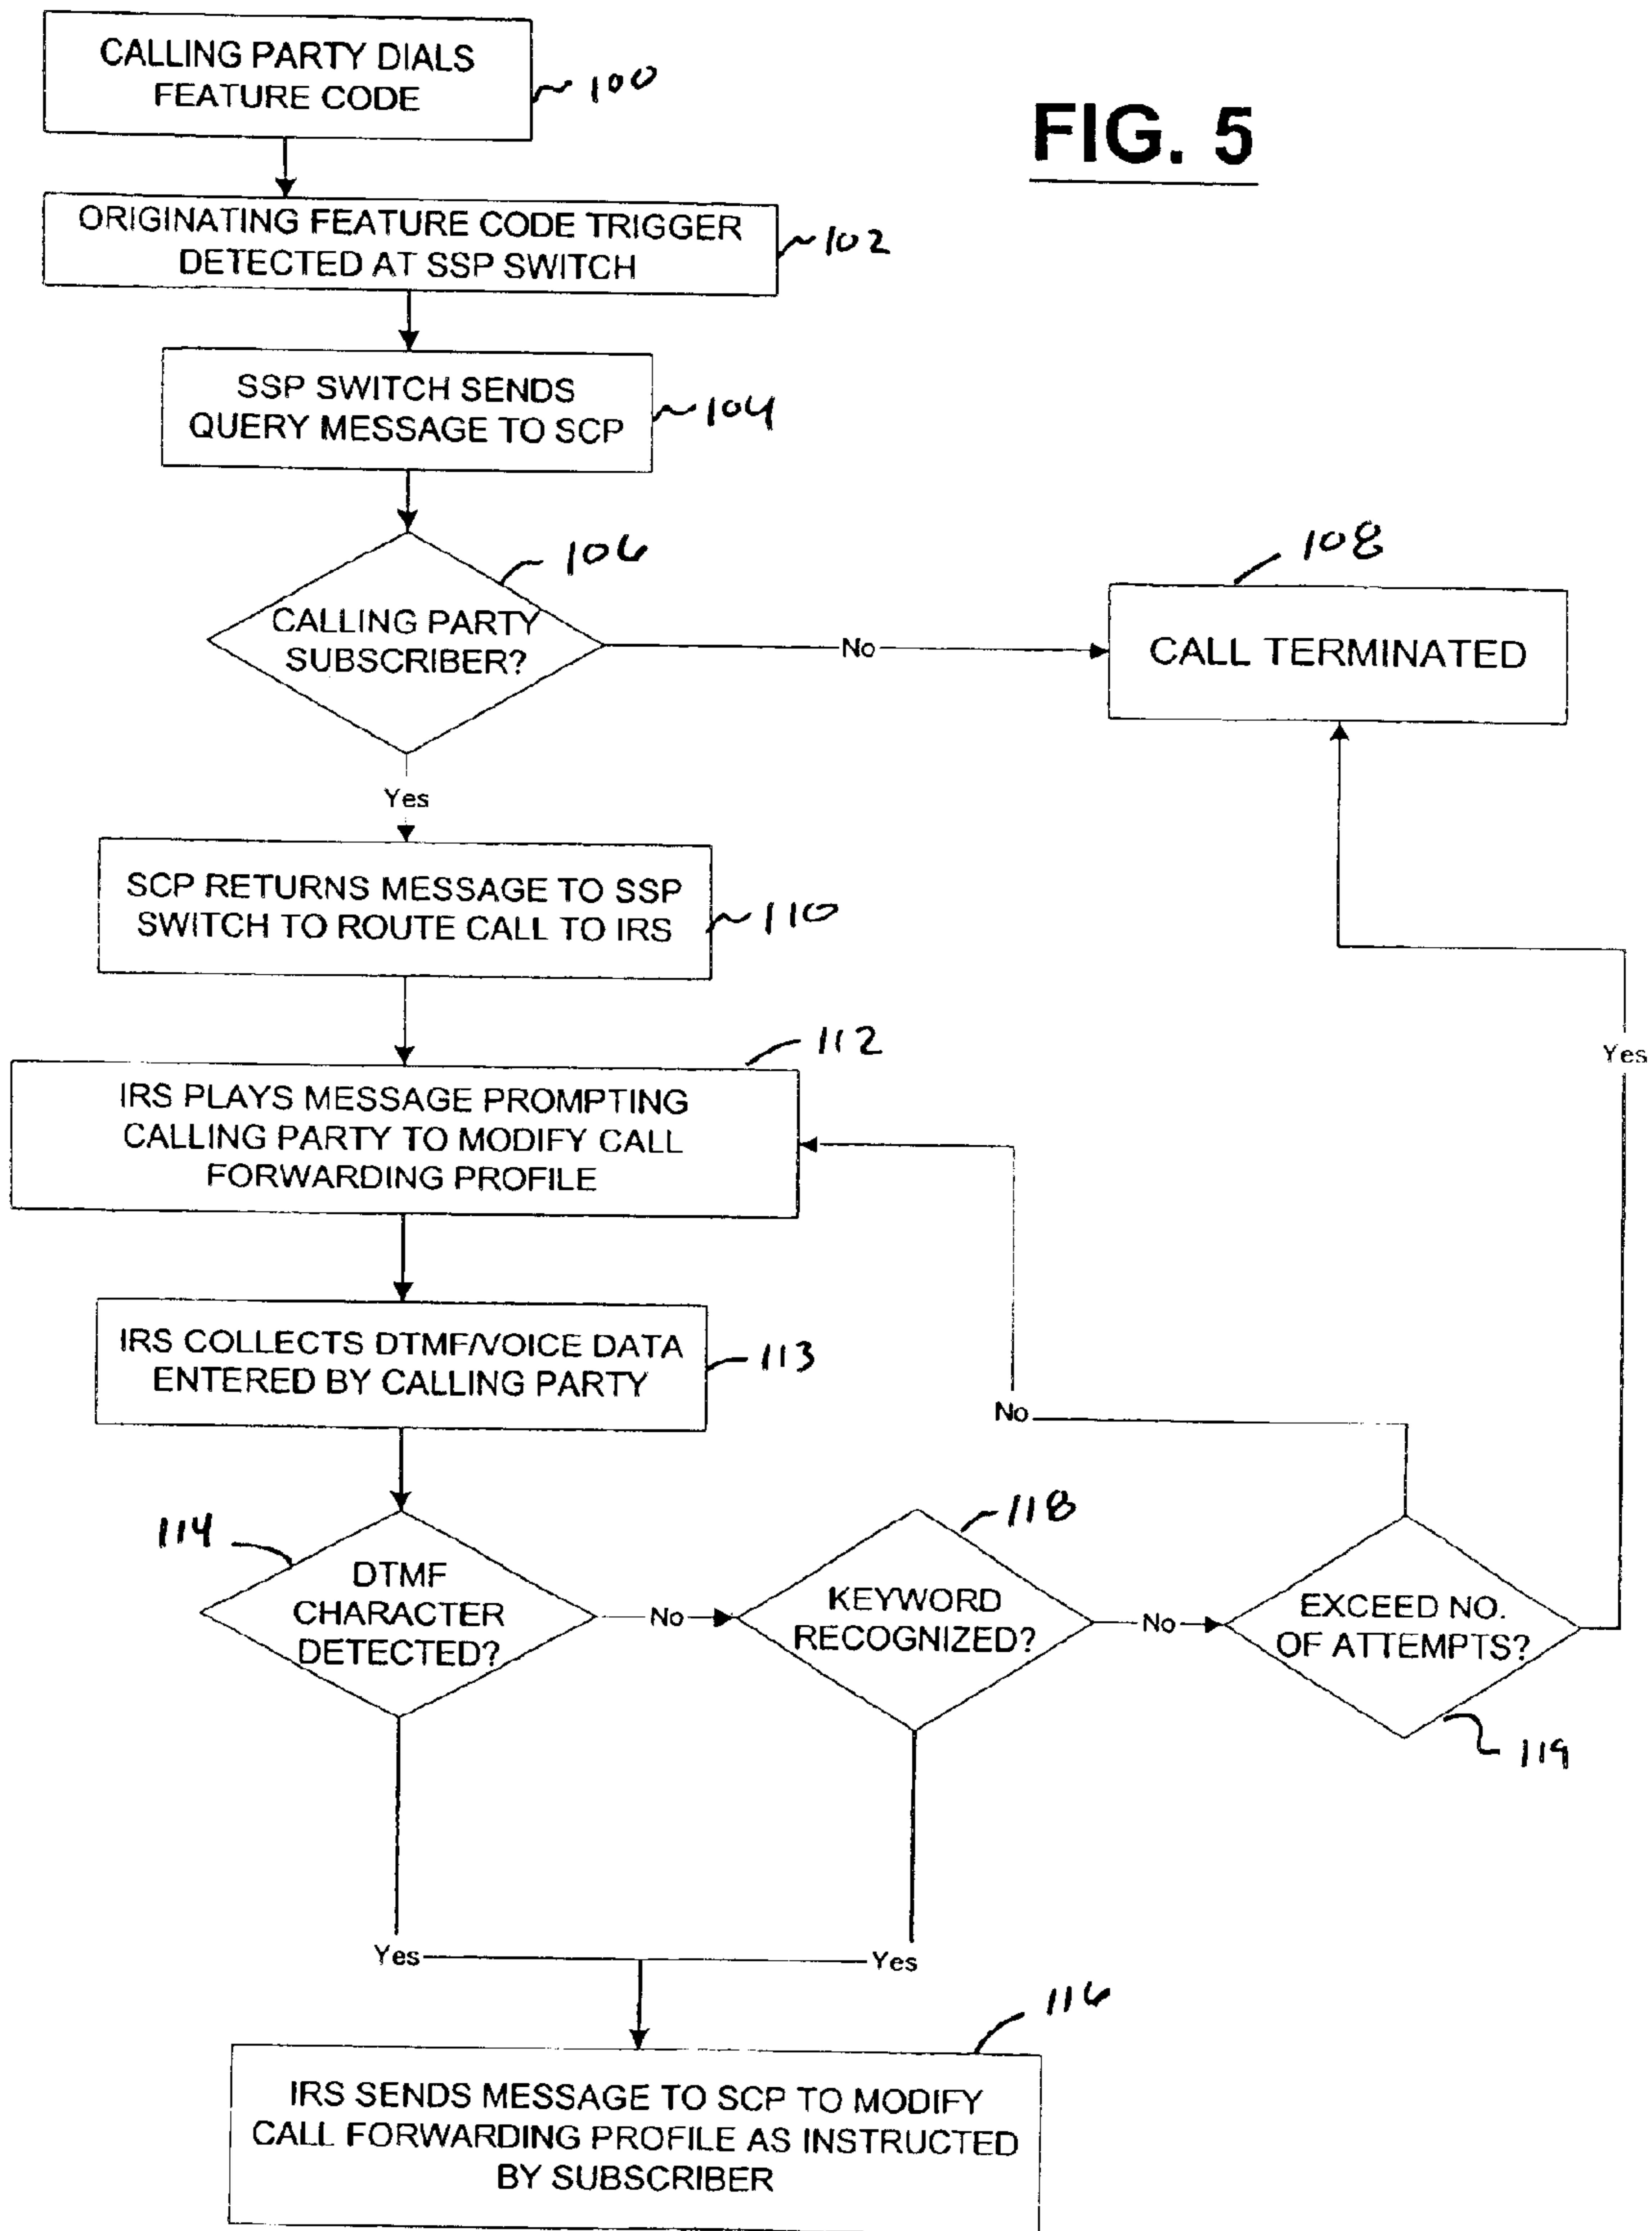 CALLING PARTY DIALS
FEATURE CODE
100
FIG. 5
ORIGINATING FEATURE CODE TRIGGER
DETECTED AT SSP SWITCH
102
SSP SWITCH SENDS
QUERY MESSAGE TO SCP
104
106
CALLING PARTY
SUBSCRIBER?
No
108
CALL TERMINATED
Yes
SCP RETURNS MESSAGE TO SSP
SWITCH TO ROUTE CALL TO IRS
110
Yes
112
IRS PLAYS MESSAGE PROMPTING
CALLING PARTY TO MODIFY CALL
FORWARDING PROFILE
IRS COLLECTS DTMF/VOICE DATA
ENTERED BY CALLING PARTY
113
No
114
DTMF
CHARACTER
DETECTED?
No
118
KEYWORD
RECOGNIZED?
No
EXCEED NO.
OF ATTEMPTS?
119
Yes
Yes
116
IRS SENDS MESSAGE TO SCP TO MODIFY
CALL FORWARDING PROFILE AS INSTRUCTED
BY SUBSCRIBER